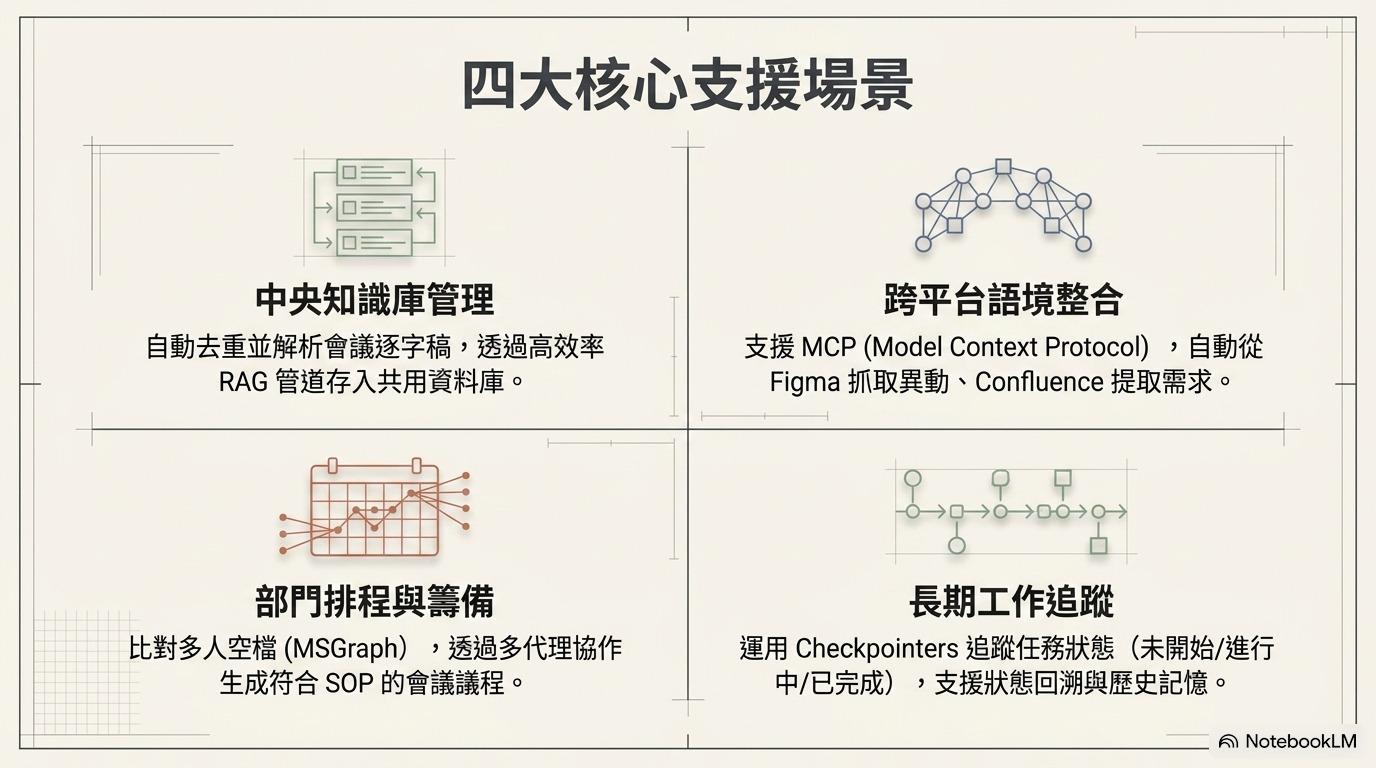 四大核心支援場景
中央知識庫管理
自動去重並解析會議逐字稿，透過高效率
RAG 管道存入共用資料庫。
跨平台語境整合
支援 MCP (Model Context Protocol) ，自動從
Figma 抓取異動、Confluence 提取需求。
部門排程與籌備
比對多人空檔 (MSGraph），透過多代理協作
生成符合 SOP 的會議議程。
長期工作追蹤
運用 Checkpointers 追蹤任務狀態（未開始/進行
中/已完成），支援狀態回溯與歷史記憶。
NotebookLM